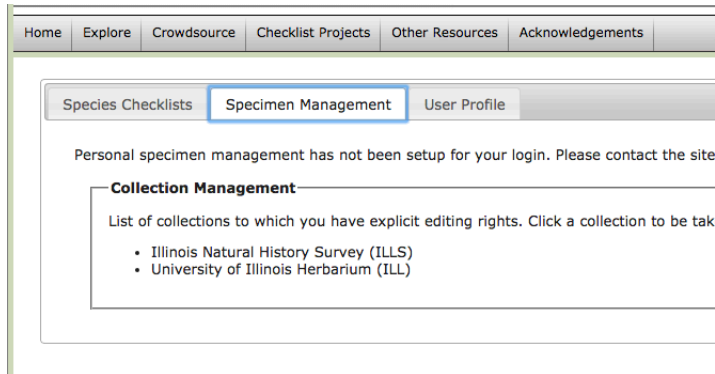 Home Explore Crowdsource Checklist Projects Other Resources Acknowledgements
Species Checklists Specimen Management User Profile
Personal specimen management has not been setup for your login. Please contact the site
Collection Management
List of collections to which you have explicit editing rights. Click a collection to be tak
• Illinois Natural History Survey (ILLS)
• University of Illinois Herbarium (ILL)